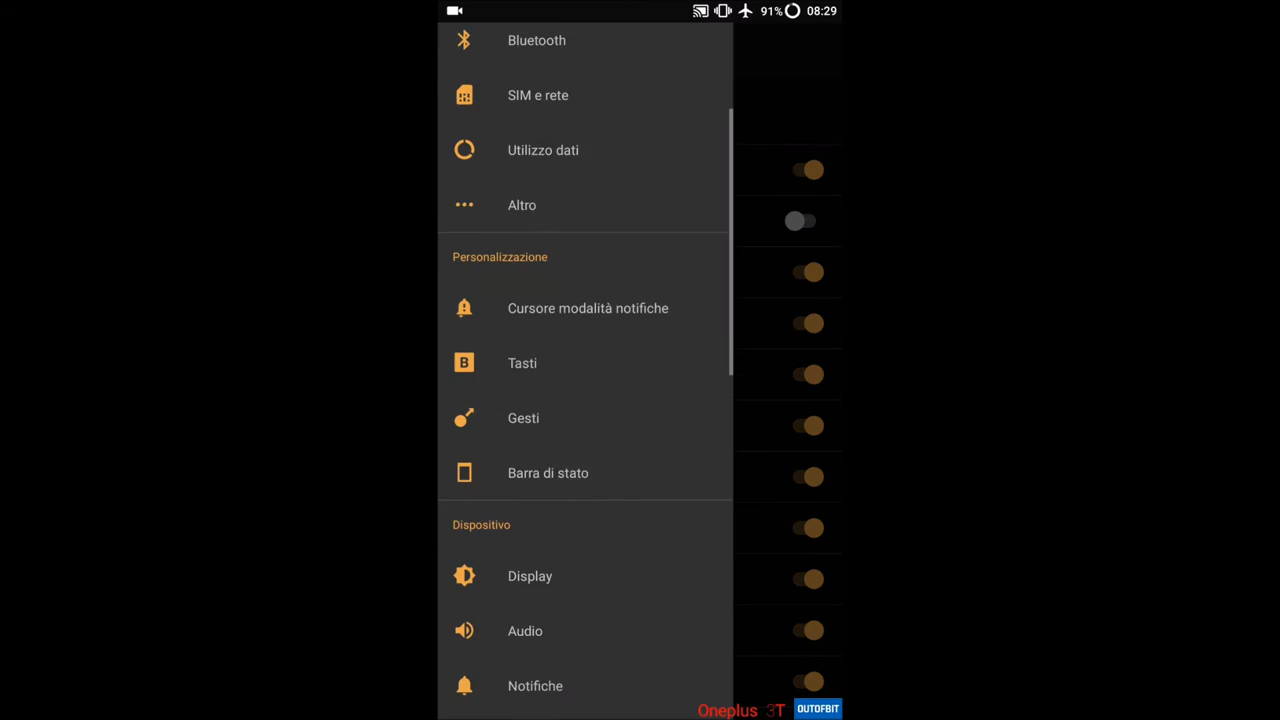 91% 08:29
Bluetooth
SIM e rete
Utilizzo dati
Altro
Personalizzazione
Cursore modalità notifiche
B Tasti
Gesti
Barra di stato
Dispositivo
Display
Audio
Notifiche
Oneplus 3T OUTOFBIT